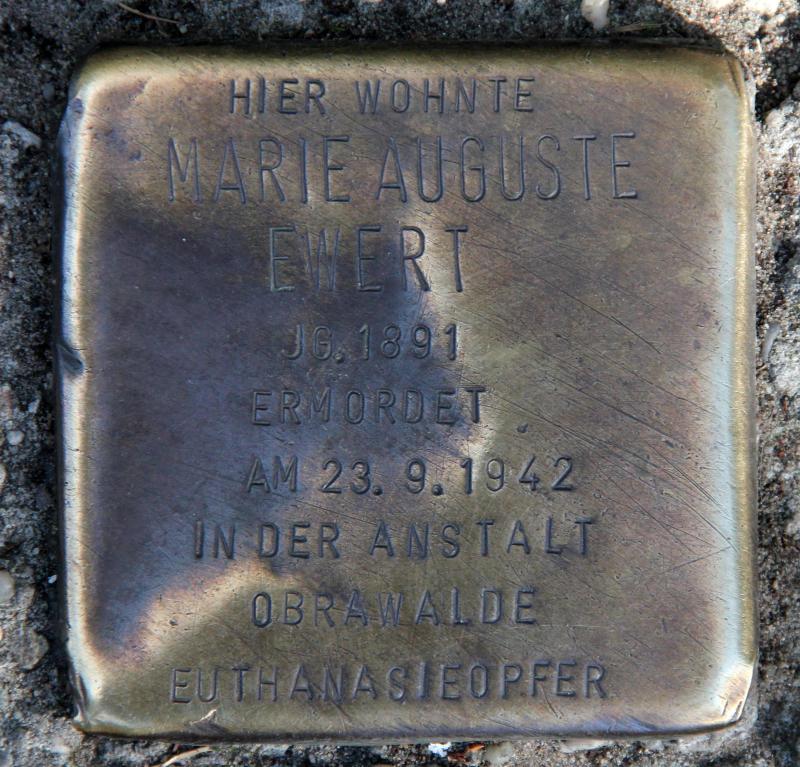 HIER WOHNTE
MARIE AUGUSTE
EWERT
JG. 1891
ERMORDET
AM 23. 9. 1942
IN DER ANSTALT
OBRAWALDE
EUTHANASIEOPFER